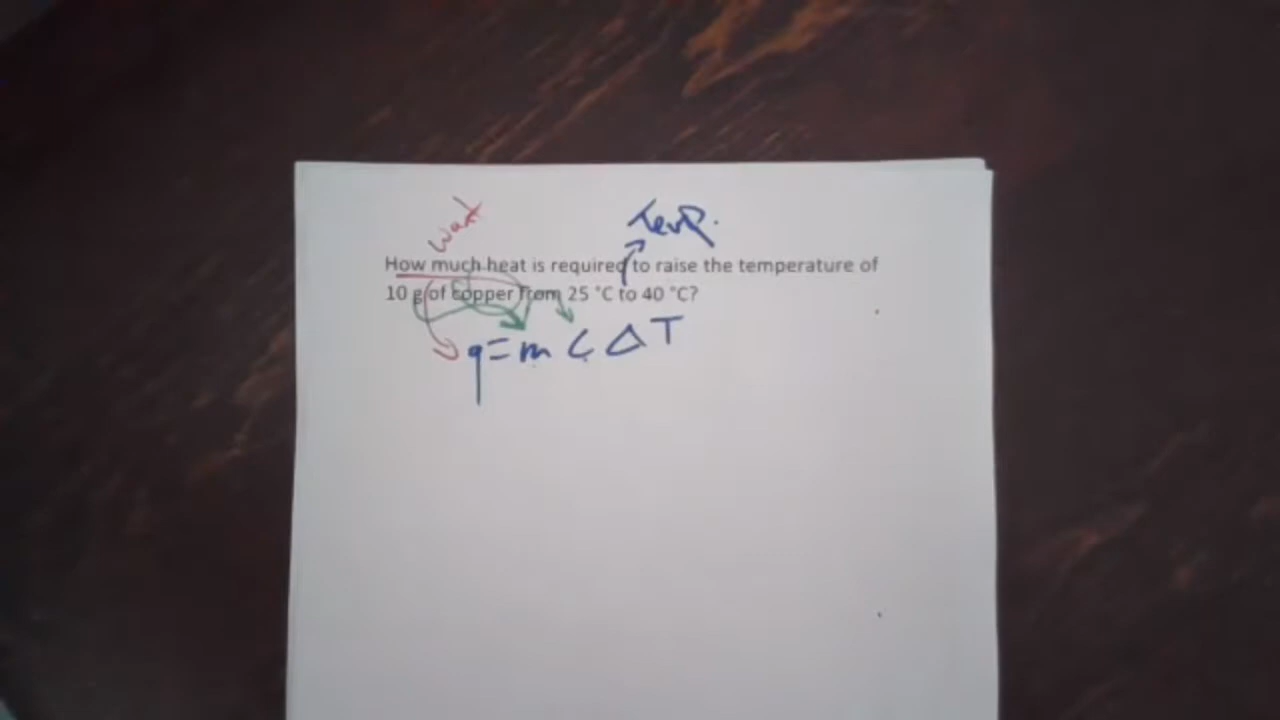 want
Temp.
How much heat is required to raise the temperature of
10 g of copper from 25 °C to 40 °C?
q = m C Δ T